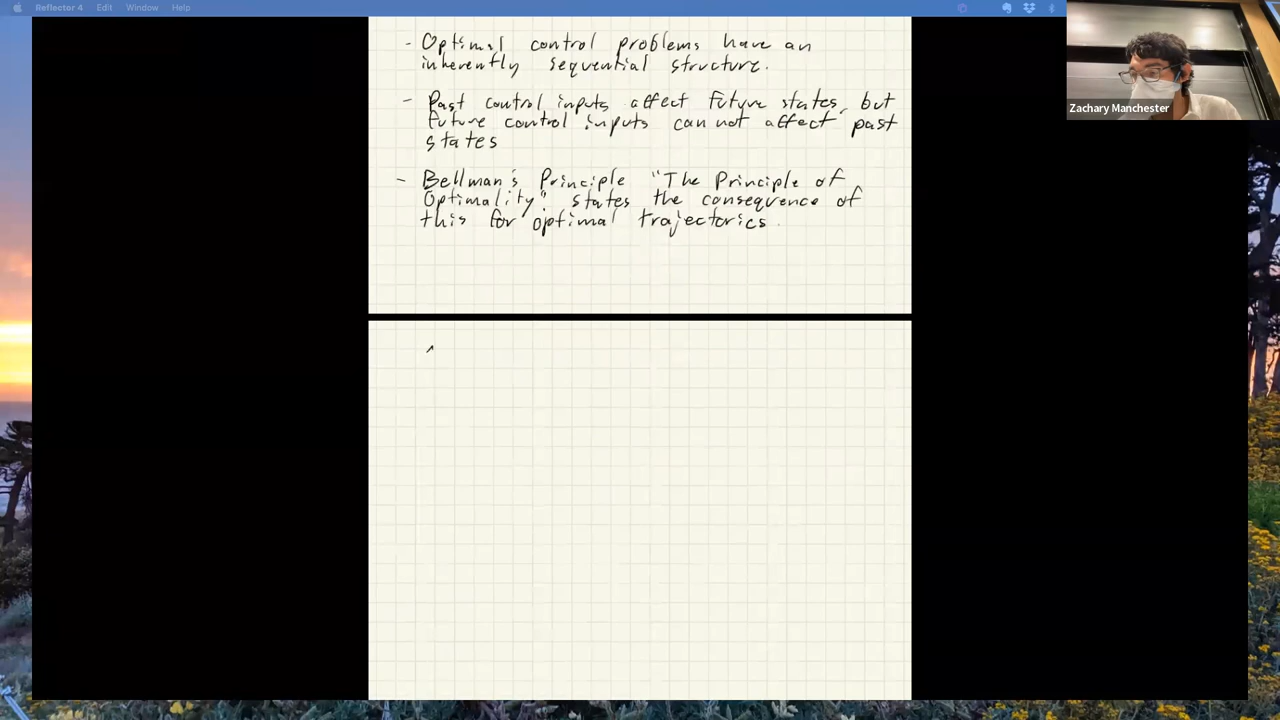 Reflector 4 Edit Window Help
- Optimal control problems have an
inherently sequential structure.
- Past control inputs affect future states, but
future control inputs can not affect past
states
- Bellman's Principle "The Principle of
Optimality" states the consequence of
this for optimal trajectories.
Zachary Manchester